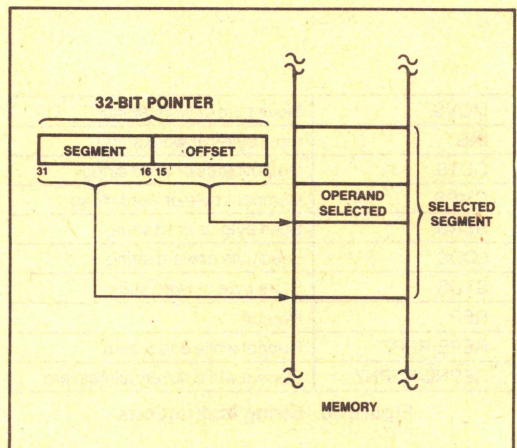 32-BIT POINTER
SEGMENT OFFSET
31 16 15 0
OPERAND
SELECTED
SELECTED
SEGMENT
MEMORY